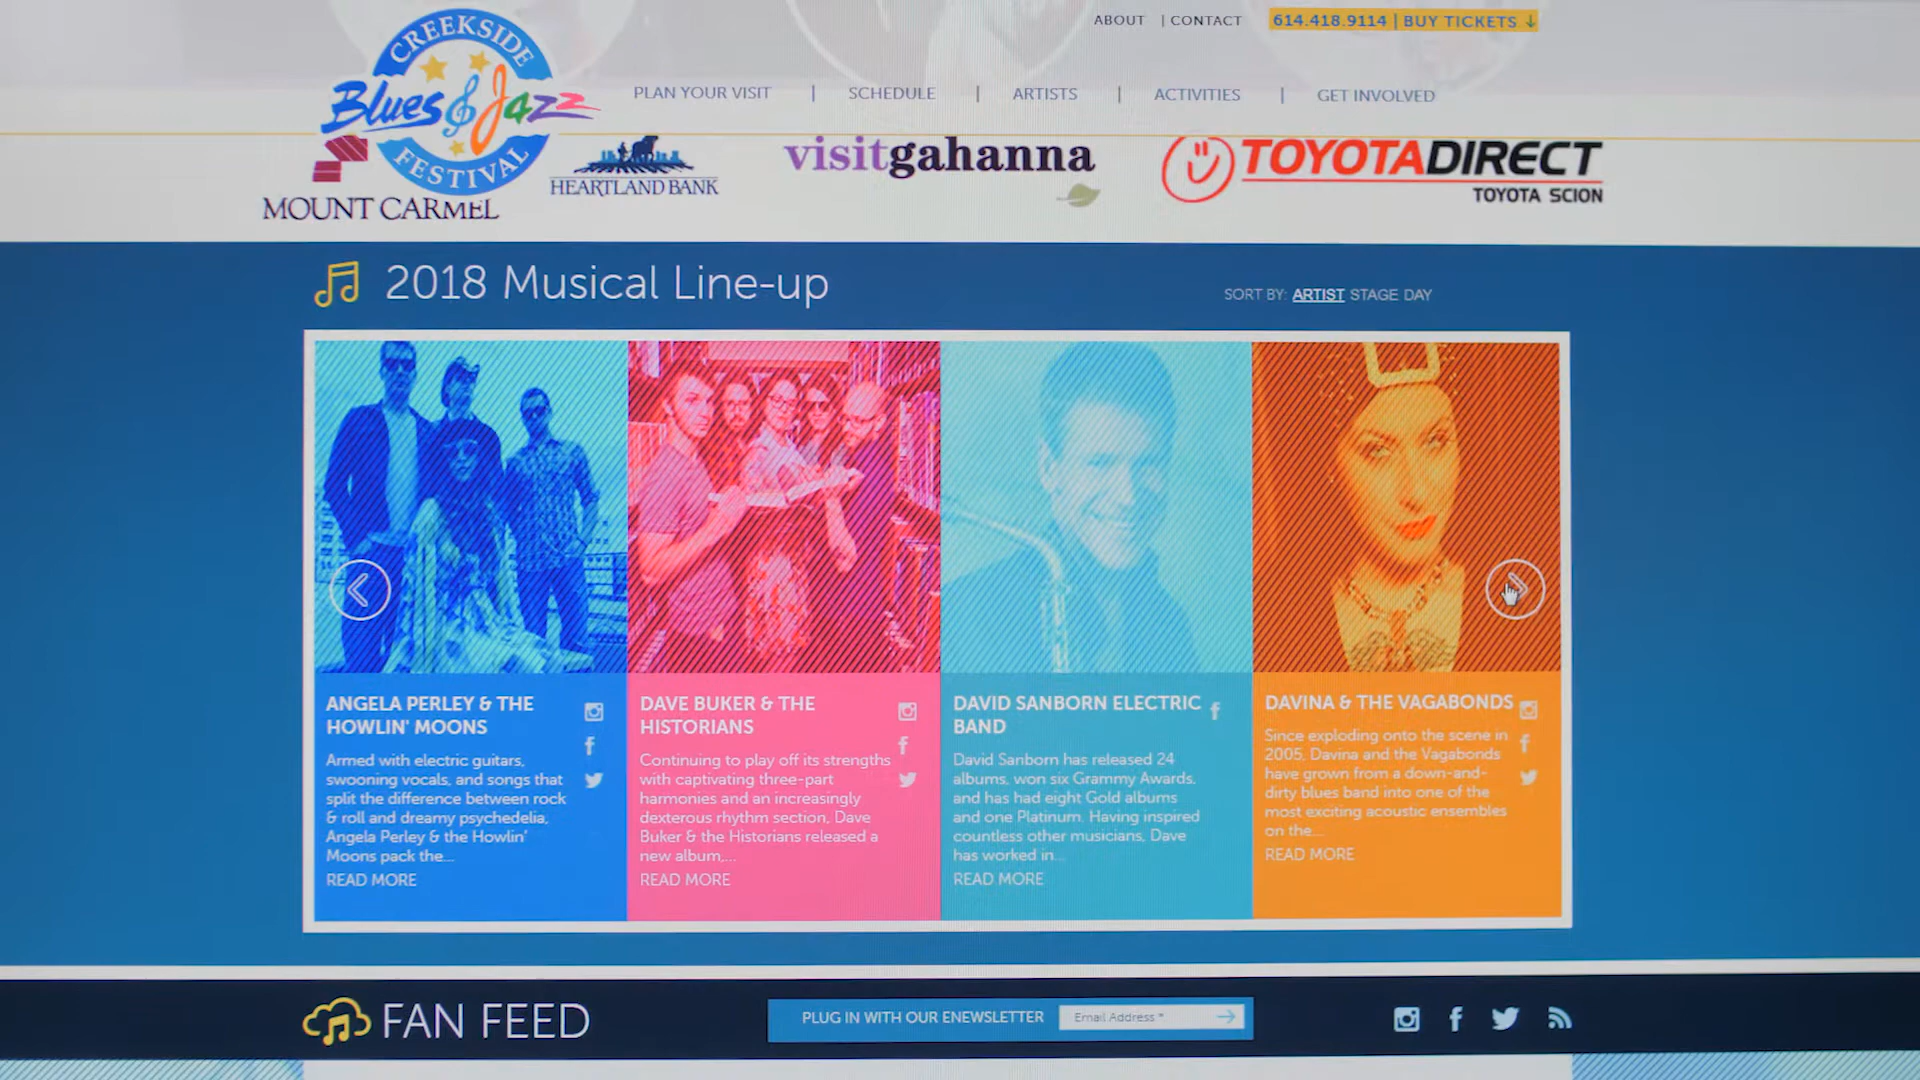 ABOUT | CONTACT
614.418.9114 | BUY TICKETS ↓
CREEKSIDE
Blues & Jazz
FESTIVAL
PLAN YOUR VISIT | SCHEDULE | ARTISTS | ACTIVITIES | GET INVOLVED
MOUNT CARMEL
HEARTLAND BANK
visitgahanna
TOYOTADIRECT
TOYOTA SCION
2018 Musical Line-up
SORT BY: ARTIST STAGE DAY
ANGELA PERLEY & THE
HOWLIN' MOONS
Armed with electric guitars,
swooning vocals, and songs that
split the difference between rock
& roll and dreamy psychedelia,
Angela Perley & the Howlin'
Moons pack the...
READ MORE
DAVE BUKER & THE
HISTORIANS
Continuing to play off its strengths
with captivating three-part
harmonies and an increasingly
dexterous rhythm section, Dave
Buker & the Historians released a
new album,...
READ MORE
DAVID SANBORN ELECTRIC
BAND
David Sanborn has released 24
albums, won six Grammy Awards,
and has had eight Gold albums
and one Platinum. Having inspired
countless other musicians, Dave
has worked in...
READ MORE
DAVINA & THE VAGABONDS
Since exploding onto the scene in
2005, Davina and the Vagabonds
have grown from a down-and-
dirty blues band into one of the
most exciting acoustic ensembles
on the...
READ MORE
FAN FEED
PLUG IN WITH OUR ENEWSLETTER
Email Address *